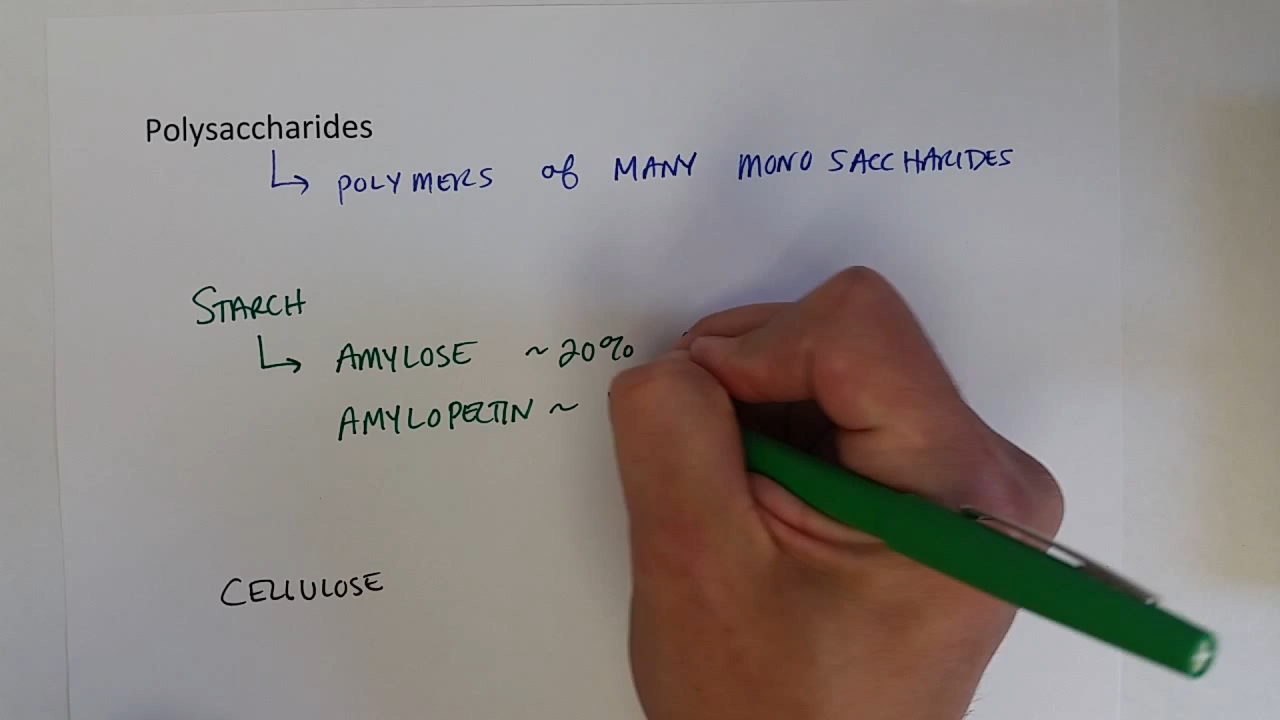 Polysaccharides
POLYMERS of MANY MONOSACCHARIDES
STARCH
AMYLOSE ~20%
AMYLOPECTIN ~
CELLULOSE